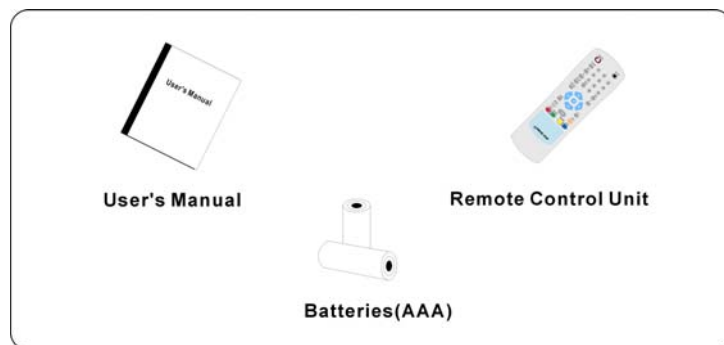 User's Manual
User's Manual
Remote Control Unit
Batteries(AAA)